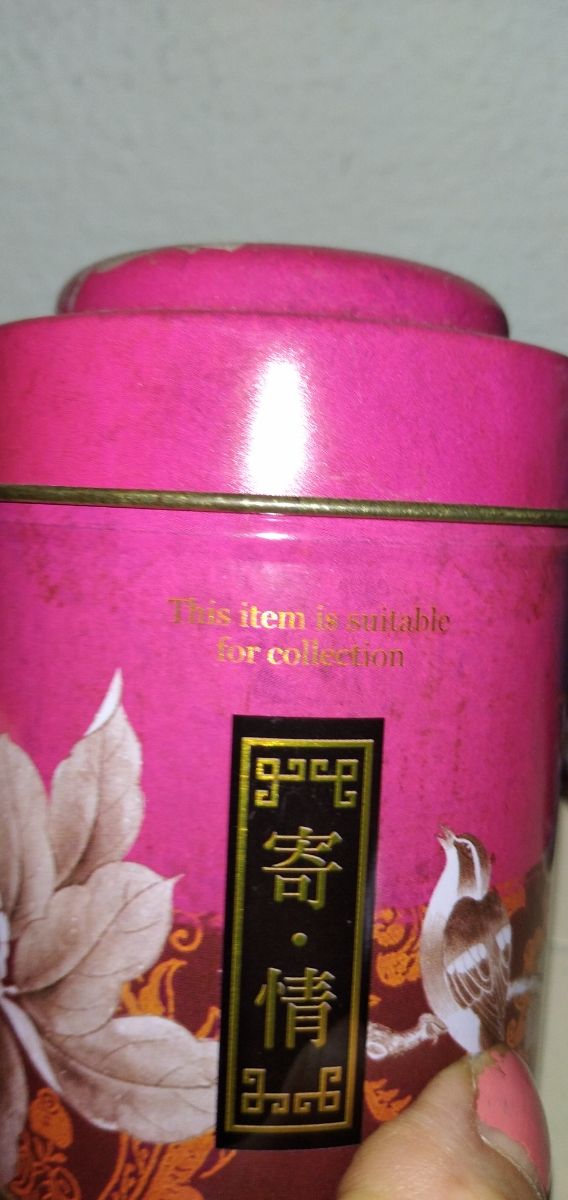 This item is suitable
for collection
寄·情